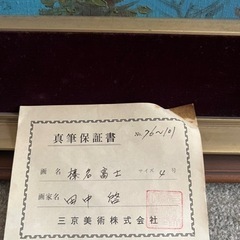 真筆保証書
No. 76~101
画名 榛名富士 サイズ 4号
画家名 田中 啓
三京美術株式会社